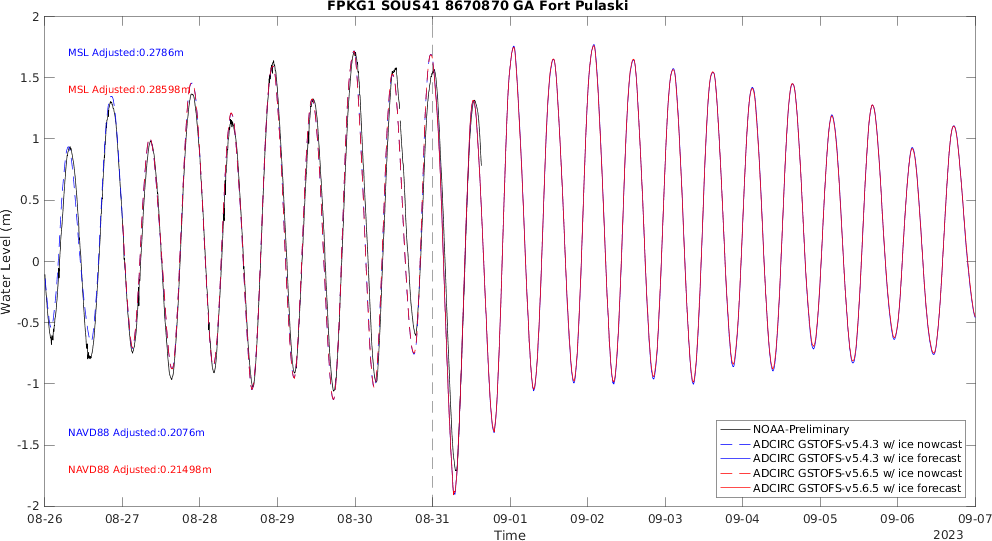 FPKG1 SOUS41 8670870 GA Fort Pulaski
2
1.5
1
0.5
0
-0.5
-1
-1.5
-2
Water Level (m)
MSL Adjusted:0.2786m
MSL Adjusted:0.28598m
NAVD88 Adjusted:0.2076m
NAVD88 Adjusted:0.21498m
NOAA-Preliminary
ADCIRC GSTOFS-v5.4.3 w/ ice nowcast
ADCIRC GSTOFS-v5.4.3 w/ ice forecast
ADCIRC GSTOFS-v5.6.5 w/ ice nowcast
ADCIRC GSTOFS-v5.6.5 w/ ice forecast
08-26 08-27 08-28 08-29 08-30 08-31 09-01 09-02 09-03 09-04 09-05 09-06 09-07
Time
2023